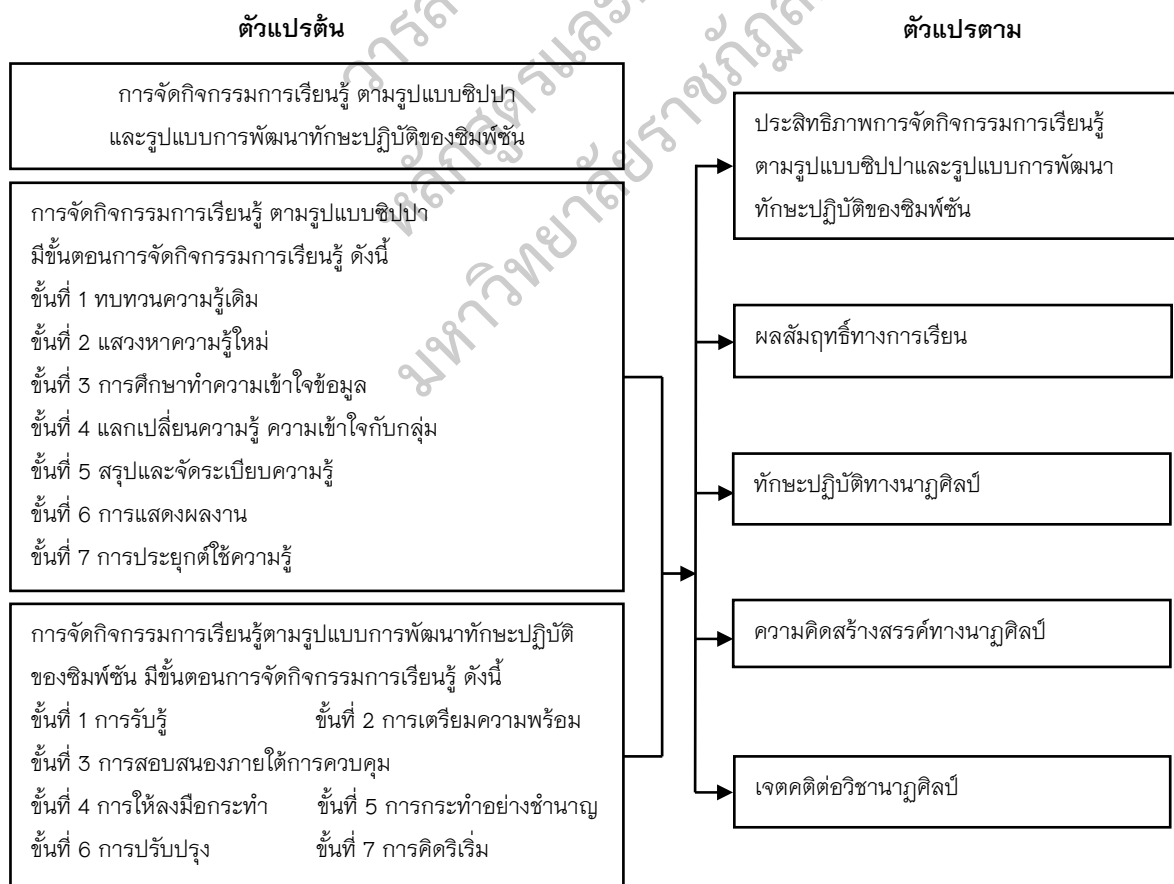 ตัวแปรต้น
การจัดกิจกรรมการเรียนรู้ ตามรูปแบบซิปปา
และรูปแบบการพัฒนาทักษะปฏิบัติของซิมพ์ซัน
การจัดกิจกรรมการเรียนรู้ ตามรูปแบบซิปปา
มีขั้นตอนการจัดกิจกรรมการเรียนรู้ ดังนี้
ขั้นที่ 1 ทบทวนความรู้เดิม
ขั้นที่ 2 แสวงหาความรู้ใหม่
ขั้นที่ 3 การศึกษาทำความเข้าใจข้อมูล
ขั้นที่ 4 แลกเปลี่ยนความรู้ ความเข้าใจกับกลุ่ม
ขั้นที่ 5 สรุปและจัดระเบียบความรู้
ขั้นที่ 6 การแสดงผลงาน
ขั้นที่ 7 การประยุกต์ใช้ความรู้
การจัดกิจกรรมการเรียนรู้ตามรูปแบบการพัฒนาทักษะปฏิบัติ
ของซิมพ์ซัน มีขั้นตอนการจัดกิจกรรมการเรียนรู้ ดังนี้
ขั้นที่ 1 การรับรู้ ขั้นที่ 2 การเตรียมความพร้อม
ขั้นที่ 3 การสอบสนองภายใต้การควบคุม
ขั้นที่ 4 การให้ลงมือกระทำ ขั้นที่ 5 การกระทำอย่างชำนาญ
ขั้นที่ 6 การปรับปรุง ขั้นที่ 7 การคิดริเริ่ม
ตัวแปรตาม
ประสิทธิภาพการจัดกิจกรรมการเรียนรู้
ตามรูปแบบซิปปาและรูปแบบการพัฒนา
ทักษะปฏิบัติของซิมพ์ซัน
ผลสัมฤทธิ์ทางการเรียน
ทักษะปฏิบัติทางนาฏศิลป์
ความคิดสร้างสรรค์ทางนาฏศิลป์
เจตคติต่อวิชานาฏศิลป์
หลักสูตรและ
มหาวิทยาลัยราชภัฏ